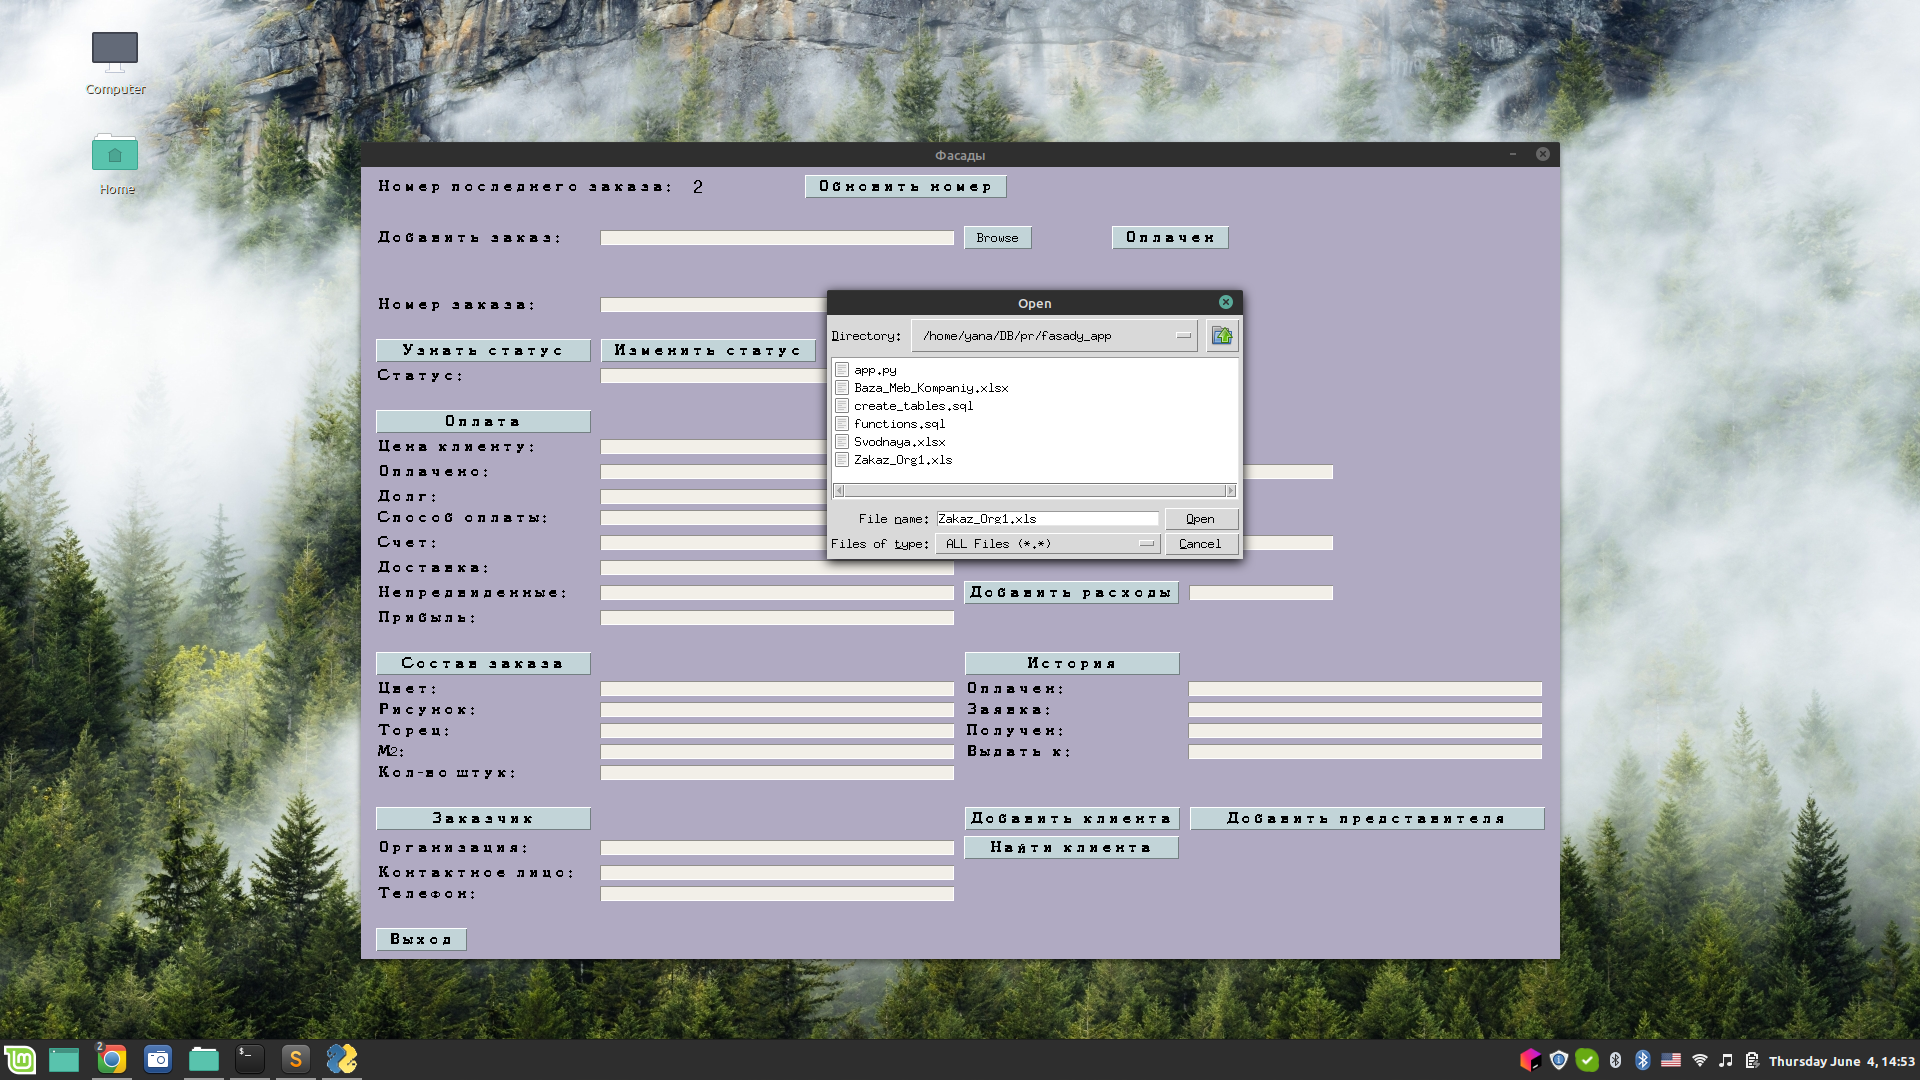 Computer
Home
Фасады
Номер последнего заказа: 2
Обновить номер
Добавить заказ:
Browse
Оплачен
Номер заказа:
Узнать статус
Изменить статус
Статус:
Оплата
Цена клиенту:
Оплачено:
Долг:
Способ оплаты:
Счет:
Доставка:
Непредвиденные:
Добавить расходы
Прибыль:
Open
Directory: /home/yana/DB/pr/fasady_app
app.py
Baza_Meb_Kompaniy.xlsx
create_tables.sql
functions.sql
Svodnaya.xlsx
Zakaz_Org1.xls
File name: Zakaz_Org1.xls
Open
Files of type: ALL Files (*.*)
Cancel
Состав заказа
Цвет:
Рисунок:
Торец:
М2:
Кол-во штук:
История
Оплачен:
Заявка:
Получен:
Выдать к:
Заказчик
Добавить клиента
Добавить представителя
Организация:
Найти клиента
Контактное лицо:
Телефон:
Выход
2
Thursday June 4, 14:53